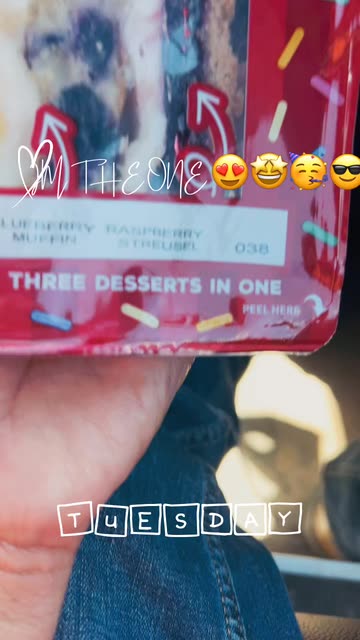 I'M THE ONE 😍🤩🥳😎
BLUEBERRY MUFFIN
RASPBERRY STREUSEL
038
THREE DESSERTS IN ONE
PEEL HERE
TUESDAY